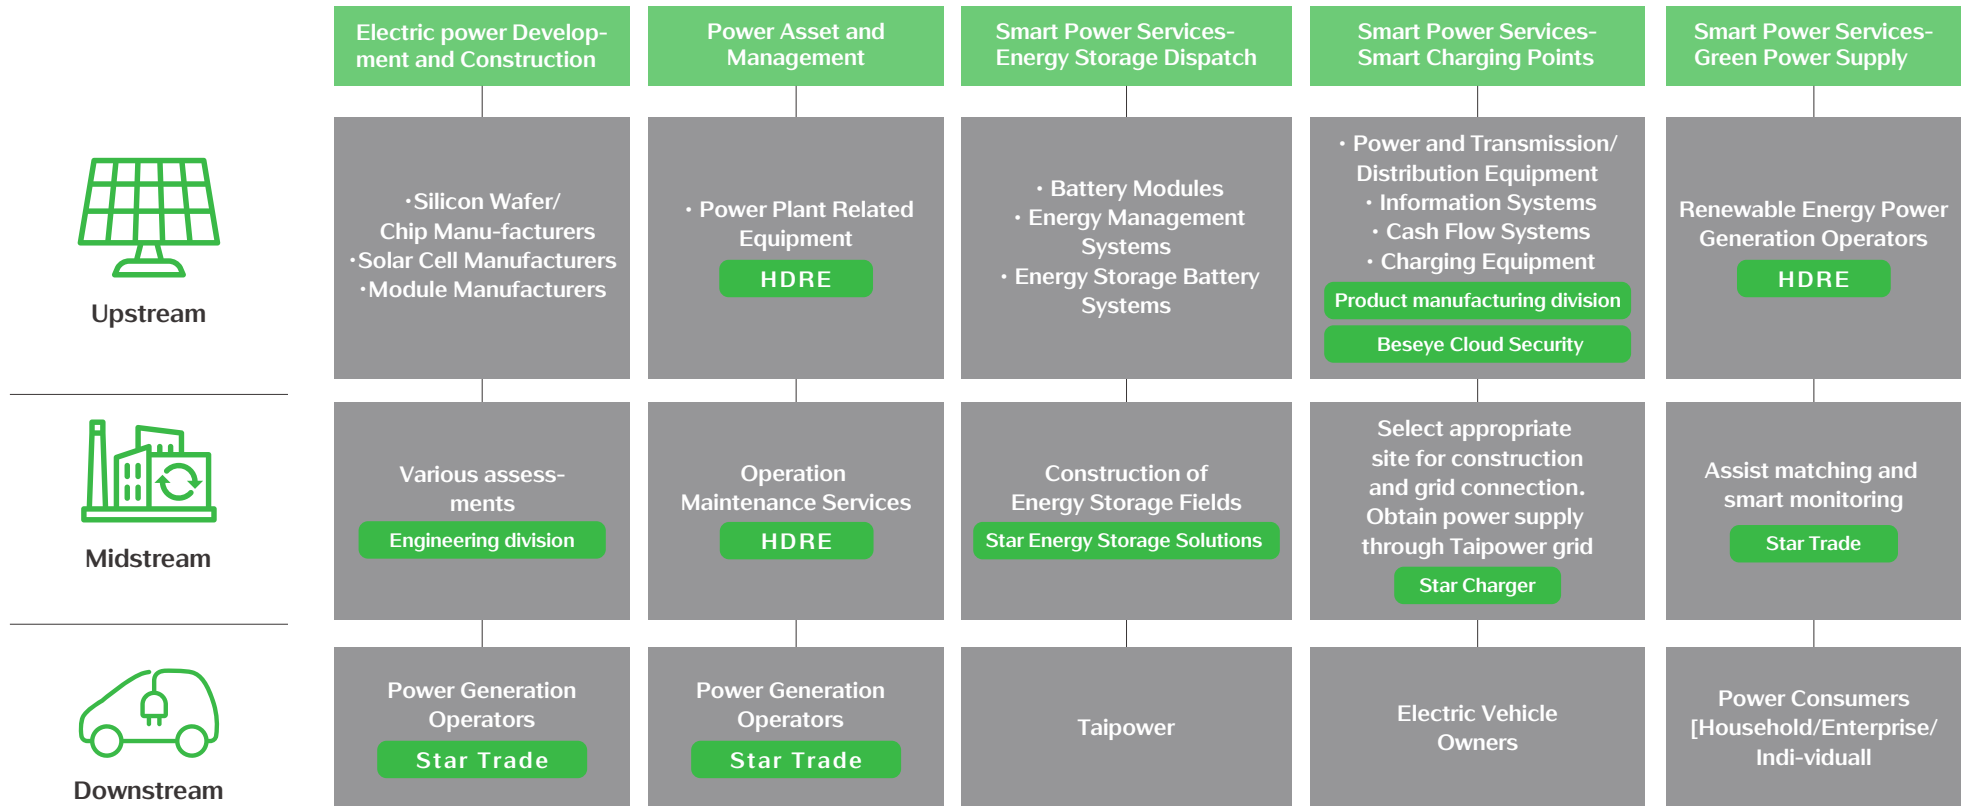 Electric power Develop-
ment and Construction
Power Asset and
Management
Smart Power Services-
Energy Storage Dispatch
Smart Power Services-
Smart Charging Points
Smart Power Services-
Green Power Supply
Upstream
·Silicon Wafer/
Chip Manu-facturers
·Solar Cell Manufacturers
·Module Manufacturers
· Power Plant Related
Equipment
HDRE
· Battery Modules
· Energy Management
Systems
· Energy Storage Battery
Systems
· Power and Transmission/
Distribution Equipment
· Information Systems
· Cash Flow Systems
· Charging Equipment
Product manufacturing division
Beseye Cloud Security
Renewable Energy Power
Generation Operators
HDRE
Midstream
Various assess-
ments
Engineering division
Operation
Maintenance Services
HDRE
Construction of
Energy Storage Fields
Star Energy Storage Solutions
Select appropriate
site for construction
and grid connection.
Obtain power supply
through Taipower grid
Star Charger
Assist matching and
smart monitoring
Star Trade
Downstream
Power Generation
Operators
Star Trade
Power Generation
Operators
Star Trade
Taipower
Electric Vehicle
Owners
Power Consumers
[Household/Enterprise/
Indi-viduall